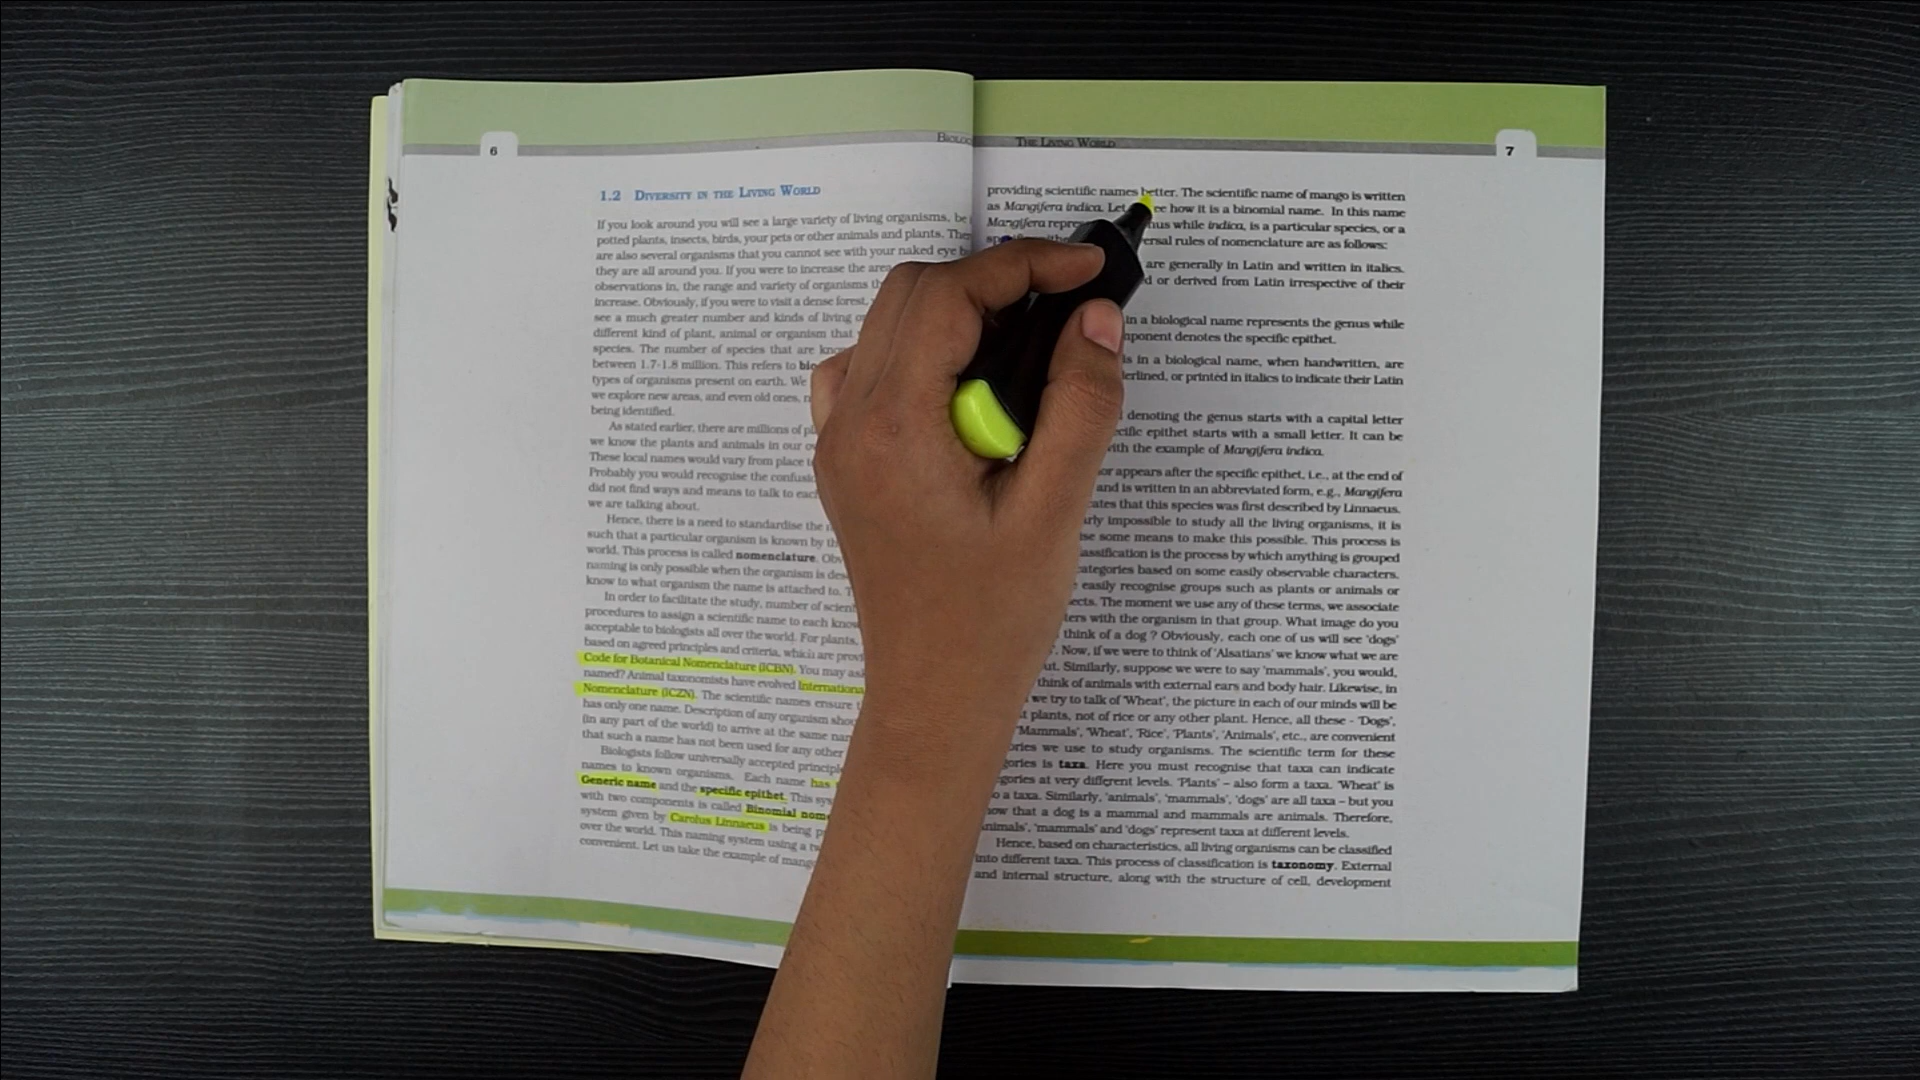 6
BIOLOG
1.2 DIVERSITY IN THE LIVING WORLD
If you look around you will see a large variety of living organisms, be i
potted plants, insects, birds, your pets or other animals and plants. Ther
are also several organisms that you cannot see with your naked eye b
they are all around you. If you were to increase the area
observations in, the range and variety of organisms th
increase. Obviously, if you were to visit a dense forest,
see a much greater number and kinds of living or
different kind of plant, animal or organism that
species. The number of species that are know
between 1.7-1.8 million. This refers to bio
types of organisms present on earth. We
we explore new areas, and even old ones, n
being identified.
As stated earlier, there are millions of pl
we know the plants and animals in our o
These local names would vary from place t
Probably you would recognise the confusio
did not find ways and means to talk to eac
we are talking about.
Hence, there is a need to standardise the
such that a particular organism is known by th
world. This process is called nomenclature. Obv
naming is only possible when the organism is des
know to what organism the name is attached to. T
In order to facilitate the study, number of scient
procedures to assign a scientific name to each know
acceptable to biologists all over the world. For plants,
based on agreed principles and criteria, which are provi
Code for Botanical Nomenclature (ICBN). You may ask
named? Animal taxonomists have evolved Internationa
Nomenclature (ICZN). The scientific names ensure t
has only one name. Description of any organism shou
(in any part of the world) to arrive at the same nam
that such a name has not been used for any other
Biologists follow universally accepted principle
names to known organisms. Each name has
Generic name and the specific epithet. This sys
with two components is called Binomial nome
system given by Carolus Linnaeus is being p
over the world. This naming system using a tw
convenient. Let us take the example of mang
THE LIVING WORLD
7
providing scientific names better. The scientific name of mango is written
as Mangifera indica. Let ee how it is a binomial name. In this name
Mangifera repre nus while indica, is a particular species, or a
ersal rules of nomenclature are as follows:
are generally in Latin and written in italics.
d or derived from Latin irrespective of their
in a biological name represents the genus while
ponent denotes the specific epithet.
s in a biological name, when handwritten, are
erlined, or printed in italics to indicate their Latin
denoting the genus starts with a capital letter
cific epithet starts with a small letter. It can be
with the example of Mangifera indica.
or appears after the specific epithet, i.e., at the end of
and is written in an abbreviated form, e.g., Mangifera
cates that this species was first described by Linnaeus.
rly impossible to study all the living organisms, it is
ise some means to make this possible. This process is
lassification is the process by which anything is grouped
categories based on some easily observable characters.
easily recognise groups such as plants or animals or
sects. The moment we use any of these terms, we associate
ters with the organism in that group. What image do you
think of a dog ? Obviously, each one of us will see 'dogs'
'. Now, if we were to think of 'Alsatians' we know what we are
ut. Similarly, suppose we were to say 'mammals', you would,
think of animals with external ears and body hair. Likewise, in
we try to talk of 'Wheat', the picture in each of our minds will be
t plants, not of rice or any other plant. Hence, all these - 'Dogs',
'Mammals', 'Wheat', 'Rice', 'Plants', 'Animals', etc., are convenient
ories we use to study organisms. The scientific term for these
gories is taxa. Here you must recognise that taxa can indicate
gories at very different levels. 'Plants' – also form a taxa. 'Wheat' is
o a taxa. Similarly, 'animals', 'mammals', 'dogs' are all taxa – but you
now that a dog is a mammal and mammals are animals. Therefore,
nimals', 'mammals' and 'dogs' represent taxa at different levels.
Hence, based on characteristics, all living organisms can be classified
into different taxa. This process of classification is taxonomy. External
and internal structure, along with the structure of cell, development